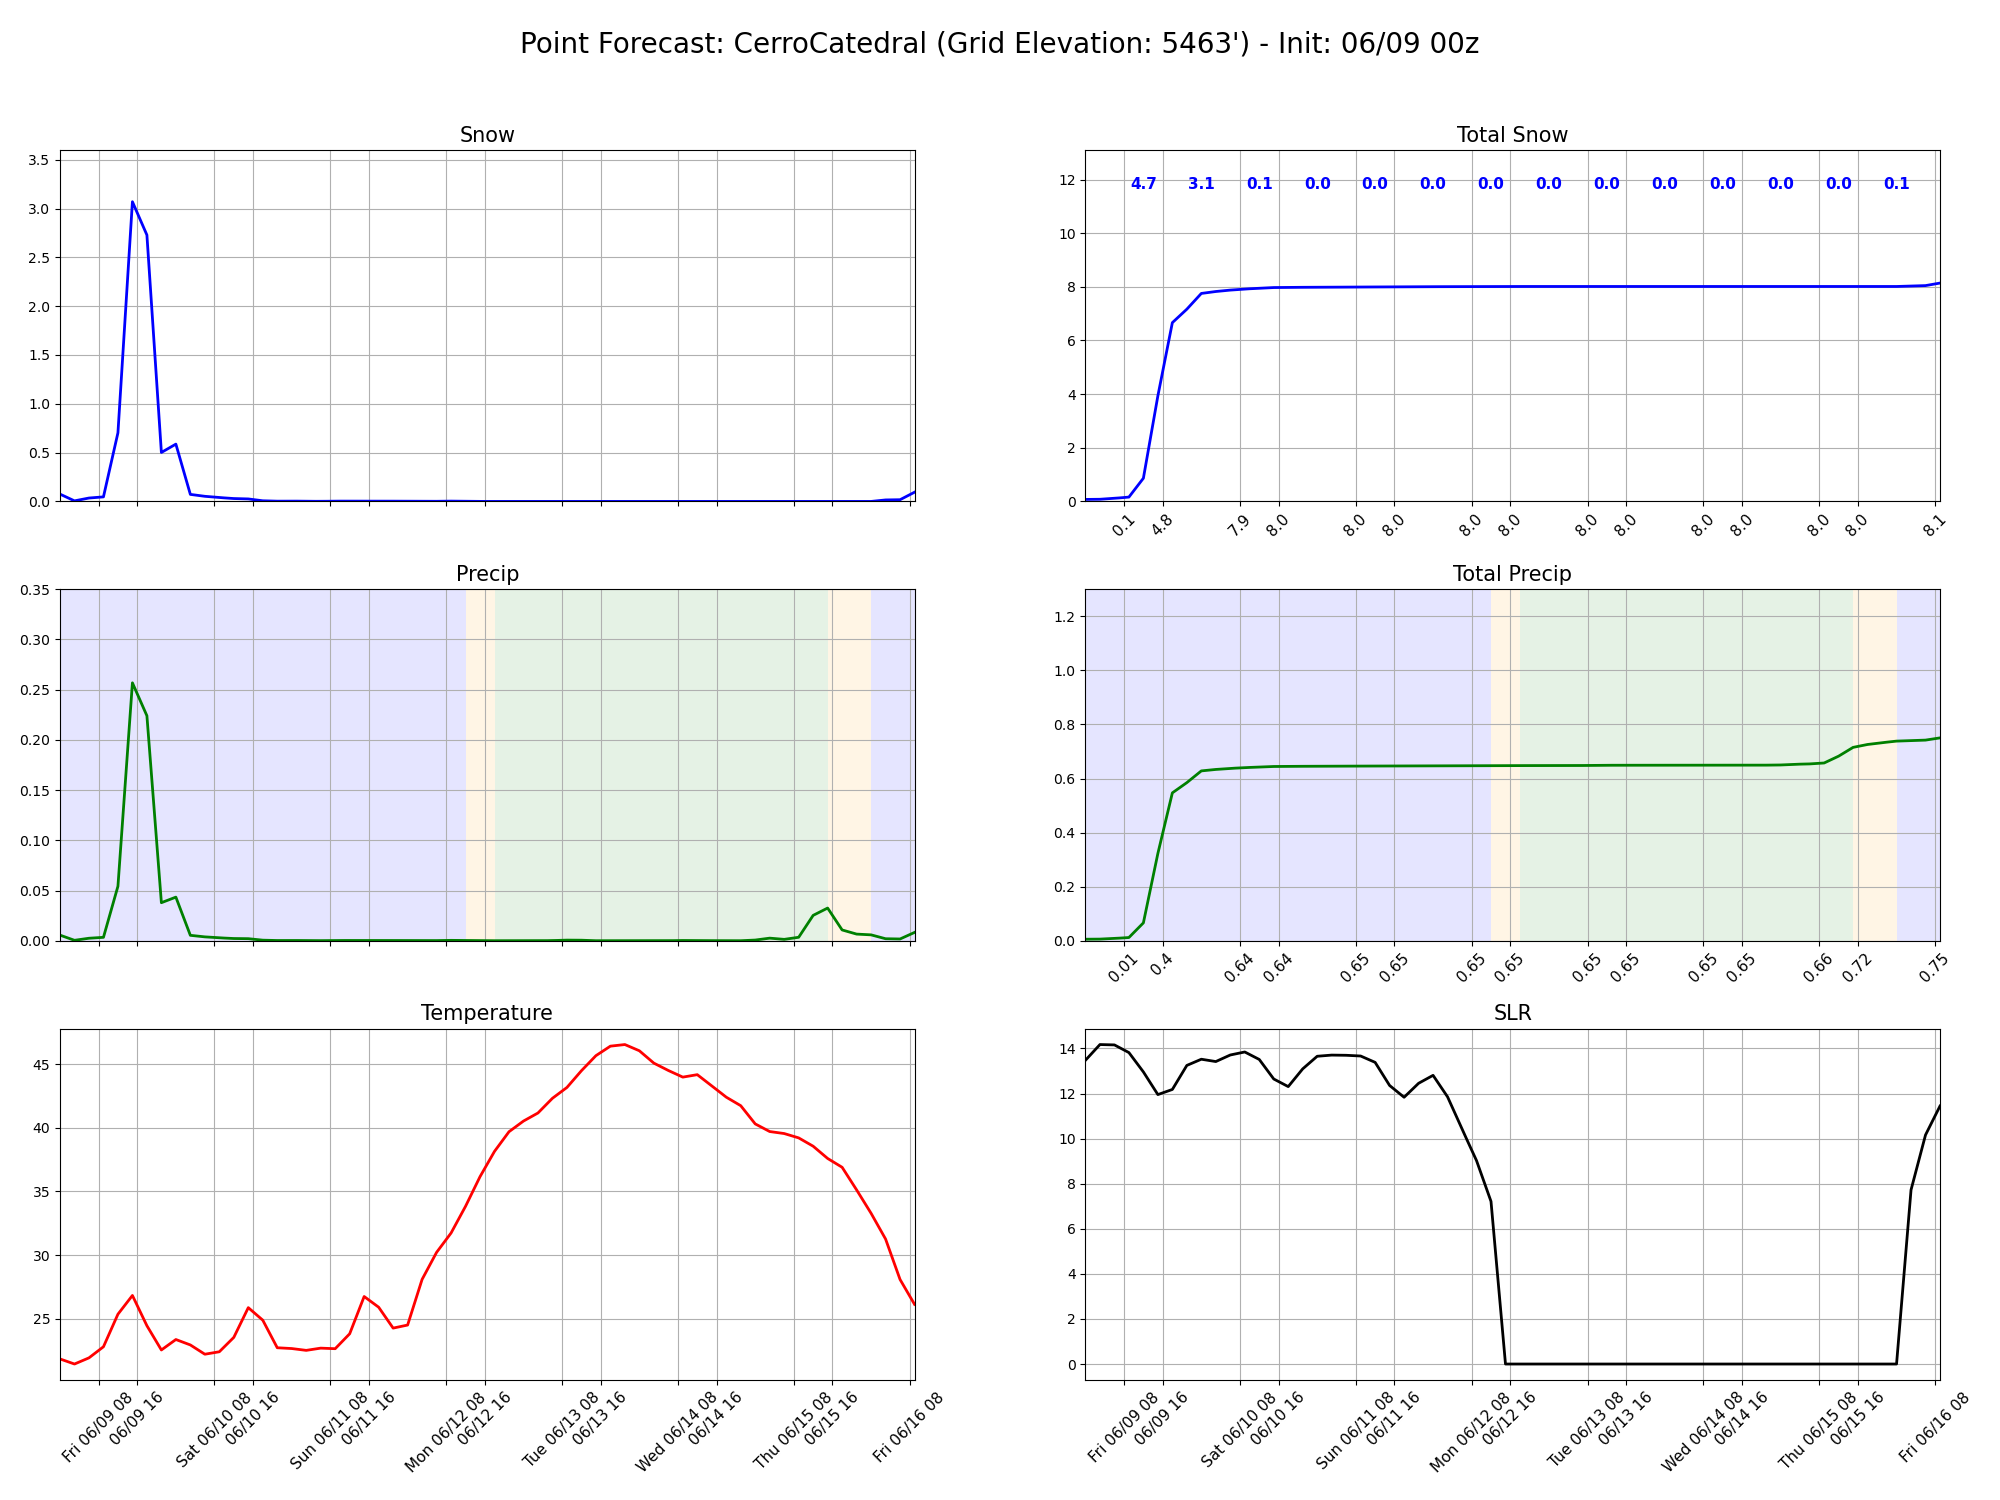 Point Forecast: CerroCatedral (Grid Elevation: 5463') - Init: 06/09 00z
Snow
3.5
3.0
2.5
2.0
1.5
1.0
0.5
0.0
Total Snow
4.7 3.1 0.1 0.0 0.0 0.0 0.0 0.0 0.0 0.0 0.0 0.0 0.0 0.1
12
10
8
6
4
2
0
0.1 4.8 7.9 8.0 8.0 8.0 8.0 8.0 8.0 8.0 8.0 8.0 8.0 8.0 8.1
Precip
0.35
0.30
0.25
0.20
0.15
0.10
0.05
0.00
Total Precip
1.2
1.0
0.8
0.6
0.4
0.2
0.0
0.01 0.4 0.64 0.64 0.65 0.65 0.65 0.65 0.65 0.65 0.65 0.65 0.66 0.72 0.75
Temperature
45
40
35
30
25
Fri 06/09 08
06/09 16
Sat 06/10 08
06/10 16
Sun 06/11 08
06/11 16
Mon 06/12 08
06/12 16
Tue 06/13 08
06/13 16
Wed 06/14 08
06/14 16
Thu 06/15 08
06/15 16
Fri 06/16 08
SLR
14
12
10
8
6
4
2
0
Fri 06/09 08
06/09 16
Sat 06/10 08
06/10 16
Sun 06/11 08
06/11 16
Mon 06/12 08
06/12 16
Tue 06/13 08
06/13 16
Wed 06/14 08
06/14 16
Thu 06/15 08
06/15 16
Fri 06/16 08